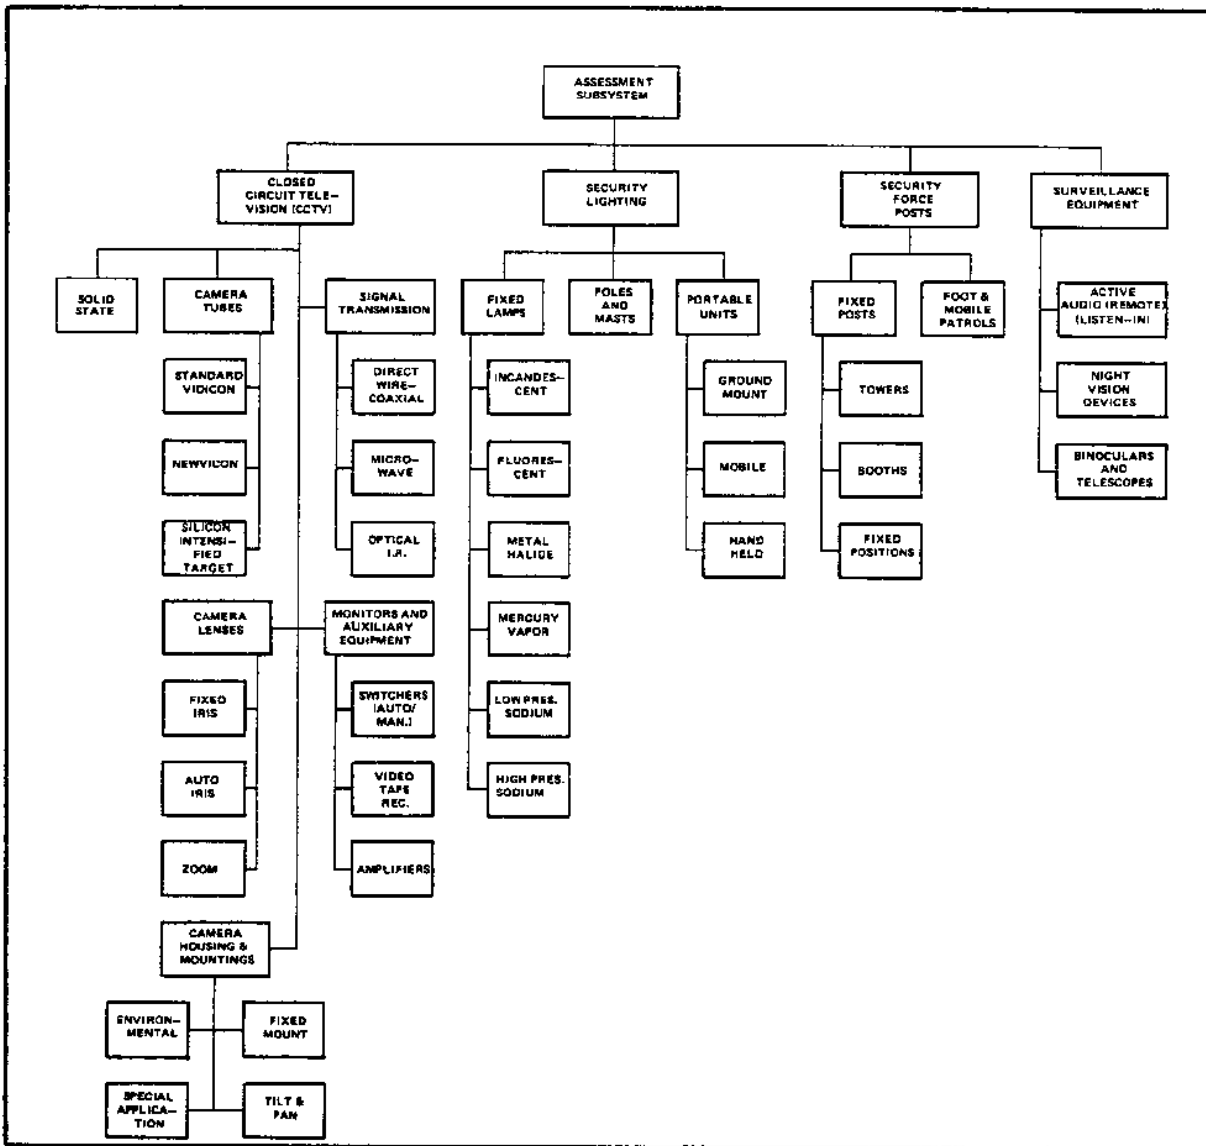 ASSESSMENT
SUBSYSTEM
CLOSED
CIRCUIT TELE-
VISION (CCTV)
SECURITY
LIGHTING
SECURITY
FORCE
POSTS
SURVEILLANCE
EQUIPMENT
SOLID
STATE
CAMERA
TUBES
SIGNAL
TRANSMISSION
FIXED
LAMPS
POLES
AND
MASTS
PORTABLE
UNITS
FIXED
POSTS
FOOT &
MOBILE
PATROLS
ACTIVE
AUDIO (REMOTE)
(LISTEN-IN)
STANDARD
VIDICON
DIRECT
WIRE-
COAXIAL
INCANDES-
CENT
GROUND
MOUNT
TOWERS
NIGHT
VISION
DEVICES
NEWVICON
MICRO-
WAVE
FLUORES-
CENT
MOBILE
BOOTHS
BINOCULARS
AND
TELESCOPES
SILICON
INTENSI-
FIED
TARGET
OPTICAL
I.R.
METAL
HALIDE
HAND
HELD
FIXED
POSITIONS
CAMERA
LENSES
MONITORS AND
AUXILIARY
EQUIPMENT
MERCURY
VAPOR
FIXED
IRIS
SWITCHERS
(AUTO/
MAN.)
LOW PRES.
SODIUM
AUTO
IRIS
VIDEO
TAPE
REC.
HIGH PRES.
SODIUM
ZOOM
AMPLIFIERS
CAMERA
HOUSING &
MOUNTINGS
ENVIRON-
MENTAL
FIXED
MOUNT
SPECIAL
APPLICA-
TION
TILT &
PAN